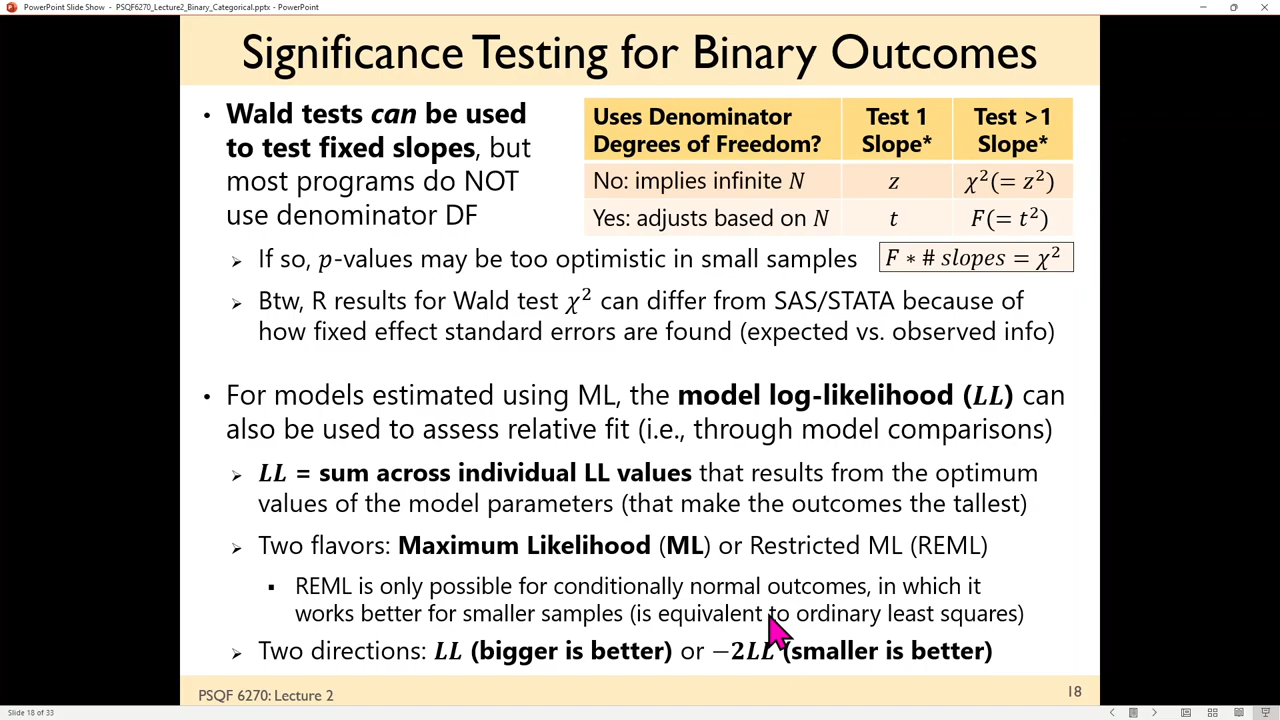 PowerPoint Slide Show - PSQF6270_Lecture2_Binary_Categorical.pptx - PowerPoint
Significance Testing for Binary Outcomes
• Wald tests can be used
to test fixed slopes, but
most programs do NOT
use denominator DF
Uses Denominator Degrees of Freedom? Test 1 Slope* Test >1 Slope*
No: implies infinite N z χ²(= z²)
Yes: adjusts based on N t F(= t²)
➢ If so, p-values may be too optimistic in small samples
F ∗ # slopes = χ²
➢ Btw, R results for Wald test χ² can differ from SAS/STATA because of
how fixed effect standard errors are found (expected vs. observed info)
• For models estimated using ML, the model log-likelihood (LL) can
also be used to assess relative fit (i.e., through model comparisons)
➢ LL = sum across individual LL values that results from the optimum
values of the model parameters (that make the outcomes the tallest)
➢ Two flavors: Maximum Likelihood (ML) or Restricted ML (REML)
▪ REML is only possible for conditionally normal outcomes, in which it
works better for smaller samples (is equivalent to ordinary least squares)
➢ Two directions: LL (bigger is better) or −2LL (smaller is better)
PSQF 6270: Lecture 2
18
Slide 18 of 33